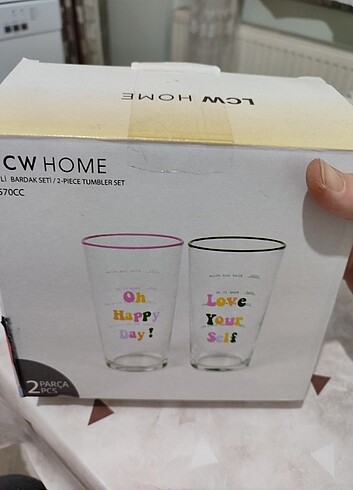 LCW HOME
CW HOME
Lİ BARDAK SETİ / 2-PIECE TUMBLER SET
570CC
Oh
Happy
Day!
Love
Your
Self
2 PARÇA
PCS